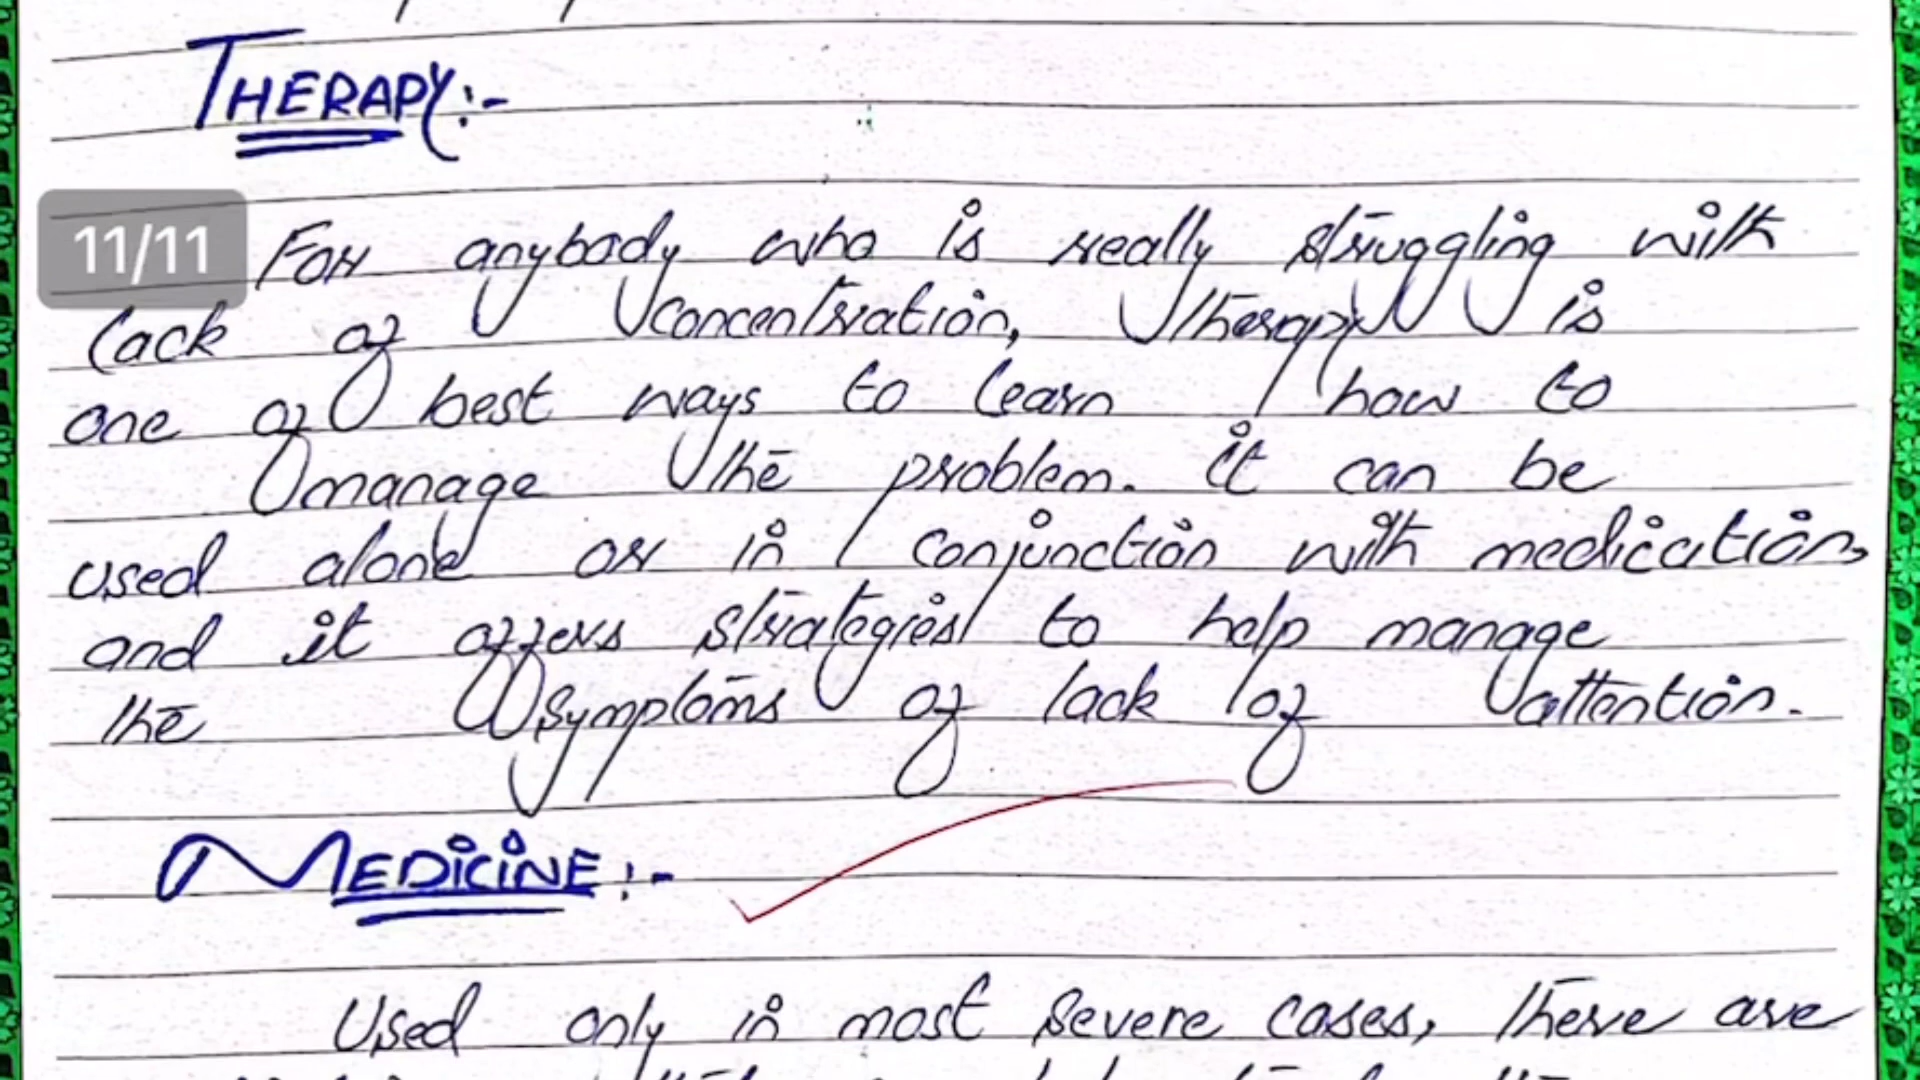 THERAPY:-
11/11
For anybody who is really struggling with
lack of concentration, therapy is
one of best ways to learn how to
manage the problem. it can be
used alone or in conjunction with medication,
and it offers strategies to help manage
the symptoms of lack of attention.
MEDICINE:-
Used only in most severe cases, there are